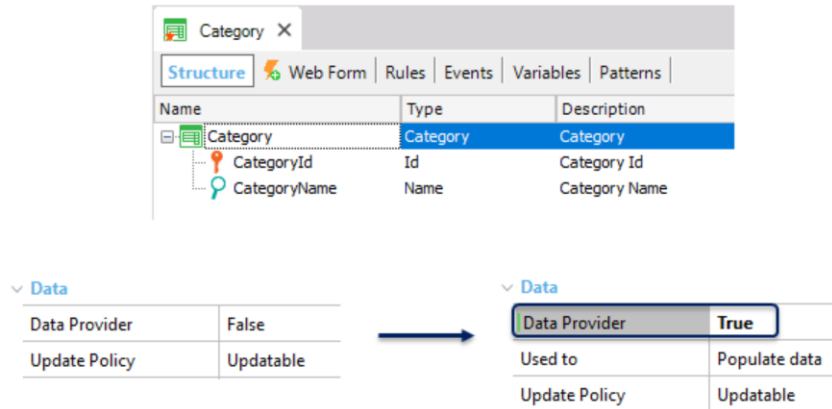 Category
Structure Web Form Rules Events Variables Patterns
Name Type Description
Category Category Category
CategoryId Id Category Id
CategoryName Name Category Name
Data
Data Provider False
Update Policy Updatable
Data
Data Provider True
Used to Populate data
Update Policy Updatable